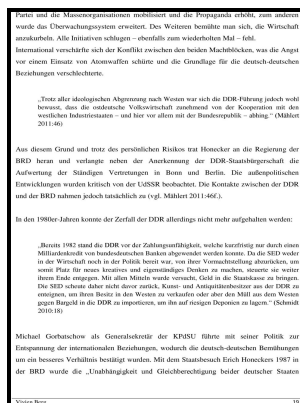 Partei und die Massenorganisationen mobilisiert und die Propaganda erhöht, zum anderen
wurde das Überwachungssystem erweitert. Des Weiteren bemühte man sich, die Wirtschaft
anzukurbeln. Alle Initiativen schlugen – ebenfalls zum wiederholten Mal – fehl.
International verschärfte sich der Konflikt zwischen den beiden Machtblöcken, was die Angst
vor einem Einsatz von Atomwaffen schürte und die Grundlage für die deutsch-deutschen
Beziehungen verschlechterte.
„Trotz aller ideologischen Abgrenzung nach Westen war sich die DDR-Führung jedoch wohl
bewusst, dass die ostdeutsche Volkswirtschaft zunehmend von der Kooperation mit den
westlichen Industriestaaten – und hier vor allem mit der Bundesrepublik – abhing.“ (Mählert
2011:46)
Aus diesem Grund und trotz des persönlichen Risikos trat Honecker an die Regierung der
BRD heran und verlangte neben der Anerkennung der DDR-Staatsbürgerschaft die
Aufwertung der Ständigen Vertretungen in Bonn und Berlin. Die außenpolitischen
Entwicklungen wurden kritisch von der UdSSR beobachtet. Die Kontakte zwischen der DDR
und der BRD nahmen jedoch tatsächlich zu (vgl. Mählert 2011:46f.).
In den 1980er-Jahren konnte der Zerfall der DDR allerdings nicht mehr aufgehalten werden:
„Bereits 1982 stand die DDR vor der Zahlungsunfähigkeit, welche kurzfristig nur durch einen
Milliardenkredit von bundesdeutschen Banken abgewendet werden konnte. Da die SED weder
in der Wirtschaft noch in der Politik bereit war, von ihrer Vormachtstellung abzurücken, um
somit Platz für neues kreatives und eigenständiges Denken zu machen, steuerte sie weiter
ihrem Ende entgegen. Mit allen Mitteln wurde versucht, Geld in die Staatskasse zu bringen.
Die SED scheute daher nicht davor zurück, Kunst- und Antiquitätenbesitzer aus der DDR zu
enteignen, um ihren Besitz in den Westen zu verkaufen oder aber den Müll aus dem Westen
gegen Bargeld in die DDR zu importieren, um ihn auf riesigen Deponien zu lagern.“ (Schmidt
2010:18)
Michael Gorbatschow als Generalsekretär der KPdSU führte mit seiner Politik zur
Entspannung der internationalen Beziehungen, wodurch die deutsch-deutschen Bemühungen
um ein besseres Verhältnis bestätigt wurden. Mit dem Staatsbesuch Erich Honeckers 1987 in
der BRD wurde die „Unabhängigkeit und Gleichberechtigung beider deutscher Staaten
19